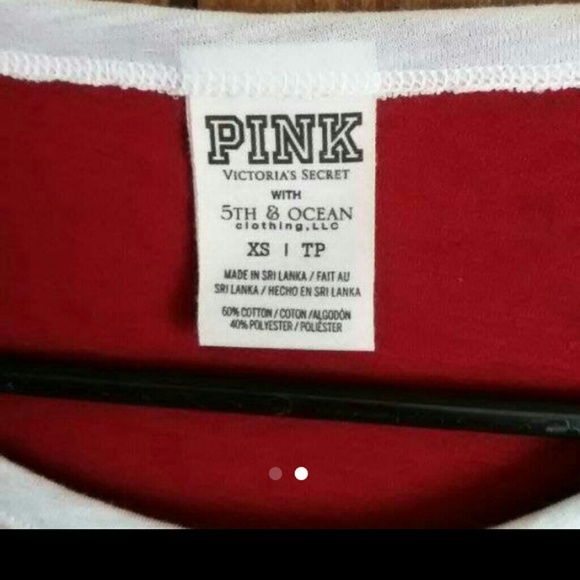 PINK
VICTORIA'S SECRET
WITH
5TH & OCEAN
clothing,LLC
XS | TP
MADE IN SRI LANKA / FAIT AU
SRI LANKA / HECHO EN SRI LANKA
60% COTTON / COTON / ALGODÓN
40% POLYESTER / POLIÉSTER